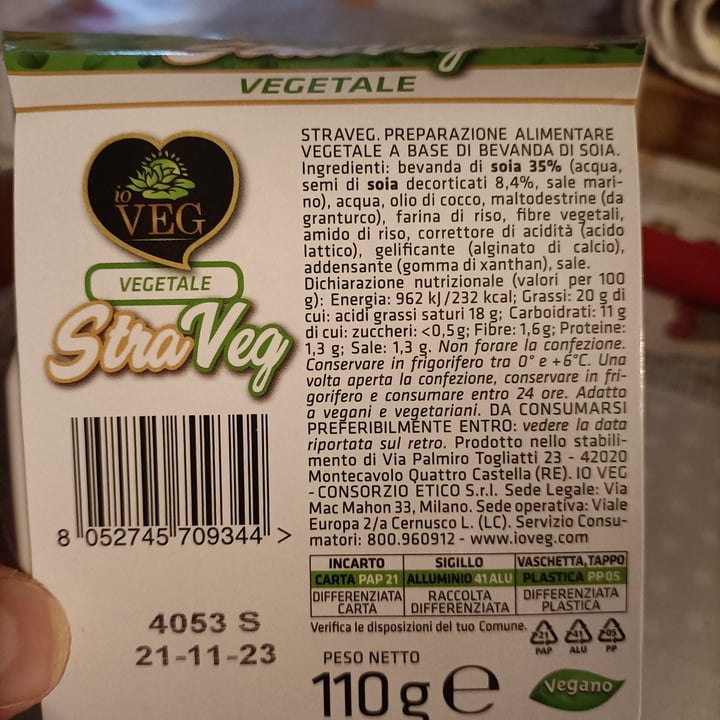 VEGETALE
io
VEG
VEGETALE
StraVeg
8 052745 709344 >
4053 S
21-11-23
STRAVEG. PREPARAZIONE ALIMENTARE
VEGETALE A BASE DI BEVANDA DI SOIA.
Ingredienti: bevanda di soia 35% (acqua,
semi di soia decorticati 8,4%, sale mari-
no), acqua, olio di cocco, maltodestrine (da
granturco), farina di riso, fibre vegetali,
amido di riso, correttore di acidità (acido
lattico), gelificante (alginato di calcio),
addensante (gomma di xanthan), sale.
Dichiarazione nutrizionale (valori per 100
g): Energia: 962 kJ/232 kcal; Grassi: 20 g di
cui: acidi grassi saturi 18 g; Carboidrati: 11 g
di cui: zuccheri: <0,5g; Fibre: 1,6g; Proteine:
1,3 g; Sale: 1,3 g. Non forare la confezione.
Conservare in frigorifero tra 0° e +6°C. Una
volta aperta la confezione, conservare in fri-
gorifero e consumare entro 24 ore. Adatto
a vegani e vegetariani. DA CONSUMARSI
PREFERIBILMENTE ENTRO: vedere la data
riportata sul retro. Prodotto nello stabili-
mento di Via Palmiro Togliatti 23 - 42020
Montecavolo Quattro Castella (RE). IO VEG
- CONSORZIO ETICO S.r.l. Sede Legale: Via
Mac Mahon 33, Milano. Sede operativa: Viale
Europa 2/a Cernusco L. (LC). Servizio Consu-
matori: 800.960912 - www.ioveg.com
INCARTO SIGILLO VASCHETTA,TAPPO
CARTA PAP 21 ALLUMINIO 41 ALU PLASTICA PP05
DIFFERENZIATA RACCOLTA DIFFERENZIATA
CARTA DIFFERENZIATA PLASTICA
Verifica le disposizioni del tuo Comune.
21 41 05
PAP ALU PP
PESO NETTO
110 g e
Vegano